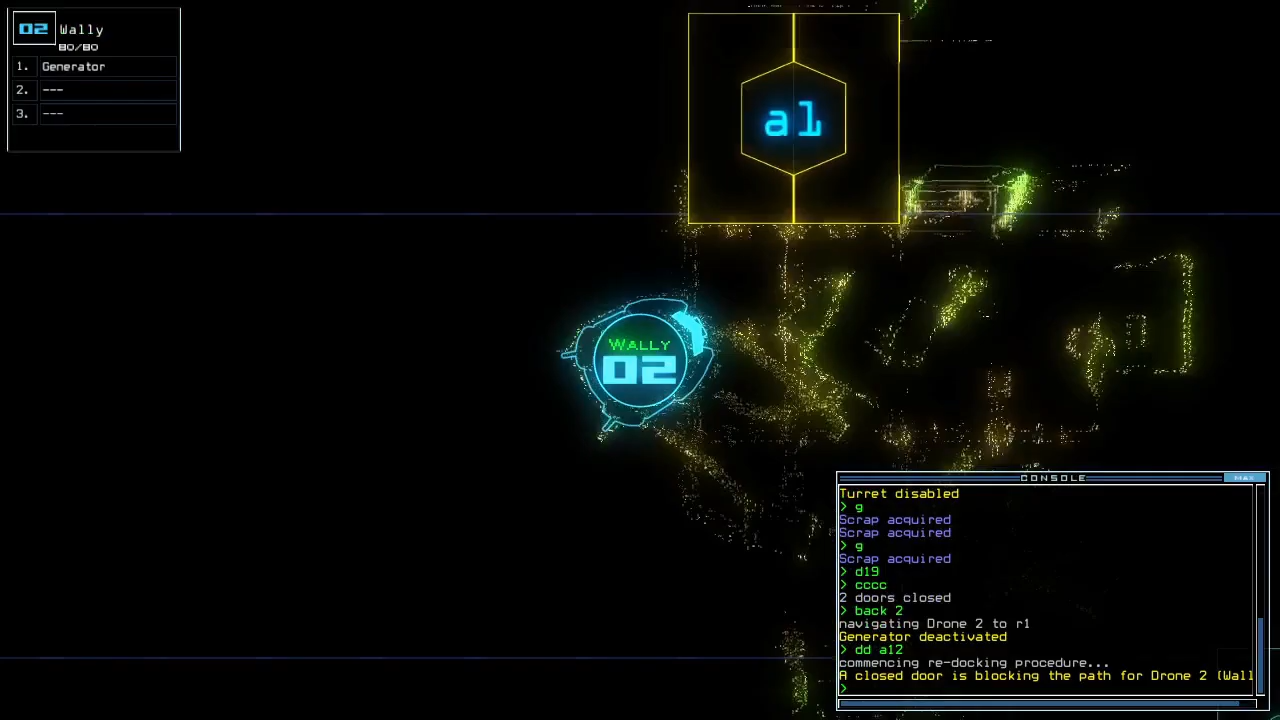 02 Wally
80/80
1. Generator
2. ---
3. ---
a1
WALLY
02
CONSOLE
MAX
Turret disabled
> g
Scrap acquired
Scrap acquired
> g
Scrap acquired
> d19
> cccc
2 doors closed
> back 2
navigating Drone 2 to r1
Generator deactivated
> dd a12
commencing re-docking procedure...
A closed door is blocking the path for Drone 2 (Wall
>